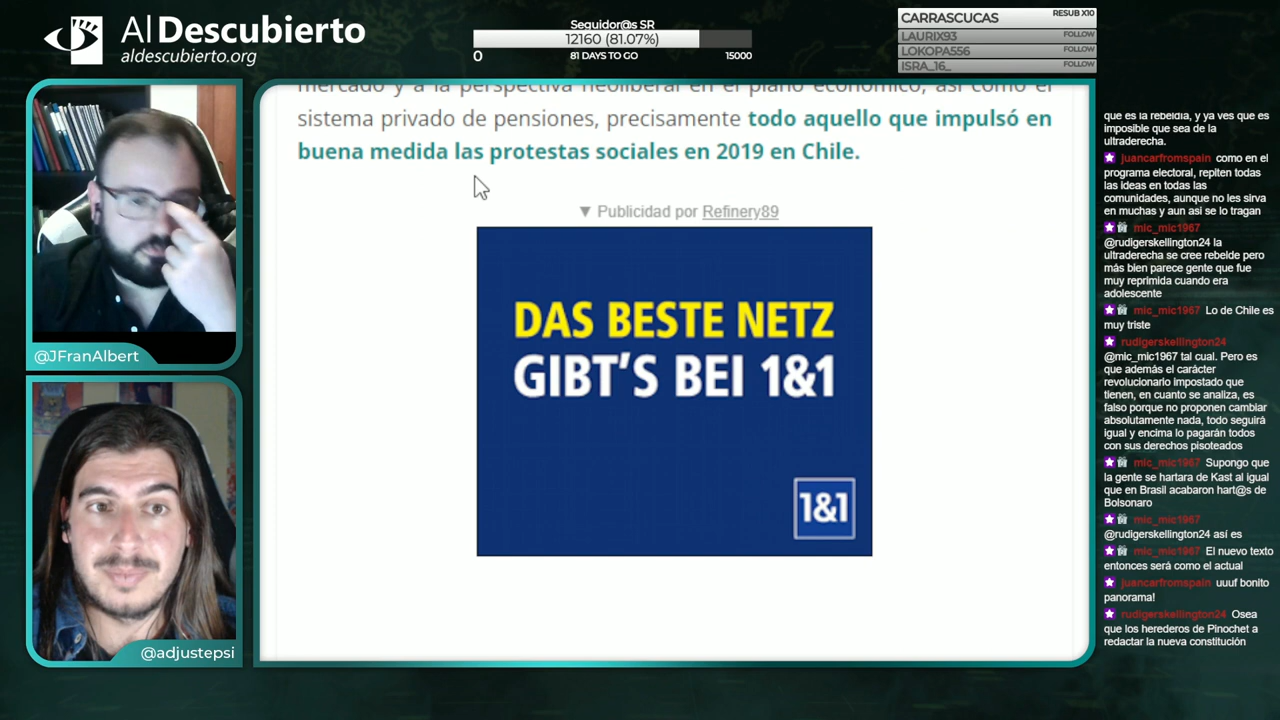 Al Descubierto
aldescubierto.org
Seguidor@s SR
12160 (81.07%)
0
81 DAYS TO GO
15000
CARRASCUCAS
RESUB X10
LAURIX93
FOLLOW
LOKOPA556
FOLLOW
ISRA_16_
FOLLOW
mercado y a la perspectiva neoliberal en el plano económico, así como el
sistema privado de pensiones, precisamente todo aquello que impulsó en
buena medida las protestas sociales en 2019 en Chile.
▼ Publicidad por Refinery89
DAS BESTE NETZ
GIBT'S BEI 1&1
1&1
@JFranAlbert
@adjustepsi
que es la rebeldía, y ya ves que es
imposible que sea de la
ultraderecha.
juancarfromspain como en el
programa electoral, repiten todas
las ideas en todas las
comunidades, aunque no les sirva
en muchas y aun asi se lo tragan
mic_mic1967
@rudigerskellington24 la
ultraderecha se cree rebelde pero
más bien parece gente que fue
muy reprimida cuando era
adolescente
mic_mic1967 Lo de Chile es
muy triste
rudigerskellington24
@mic_mic1967 tal cual. Pero es
que además el carácter
revolucionario impostado que
tienen, en cuanto se analiza, es
falso porque no proponen cambiar
absolutamente nada, todo seguirá
igual y encima lo pagarán todos
con sus derechos pisoteados
mic_mic1967 Supongo que
la gente se hartara de Kast al igual
que en Brasil acabaron hart@s de
Bolsonaro
mic_mic1967
@rudigerskellington24 así es
mic_mic1967 El nuevo texto
entonces será como el actual
juancarfromspain uuuf bonito
panorama!
rudigerskellington24 Osea
que los herederos de Pinochet a
redactar la nueva constitución